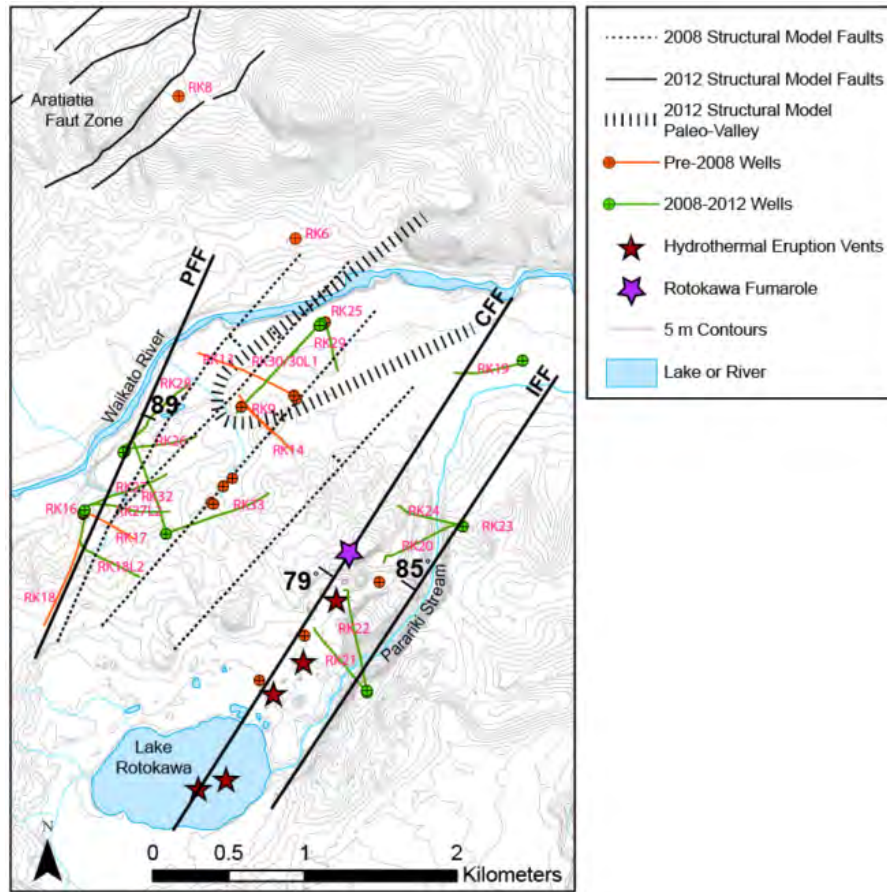 RK8
Aratiatia
Faut Zone
RK6
PFF
CFF
RK25
RK29
RK12
RK30/30L1
RK19
IFF
Waikato River
RK28
89
RK9
RK14
RK26
RK32
RK16
RK27L2
RK33
RK17
RK24
RK23
RK20
RK18L2
79°
85°
RK18
RK22
Parariki Stream
RK21
Lake
Rotokawa
N
0 0.5 1 2
Kilometers
2008 Structural Model Faults
2012 Structural Model Faults
2012 Structural Model
Paleo-Valley
Pre-2008 Wells
2008-2012 Wells
Hydrothermal Eruption Vents
Rotokawa Fumarole
5 m Contours
Lake or River